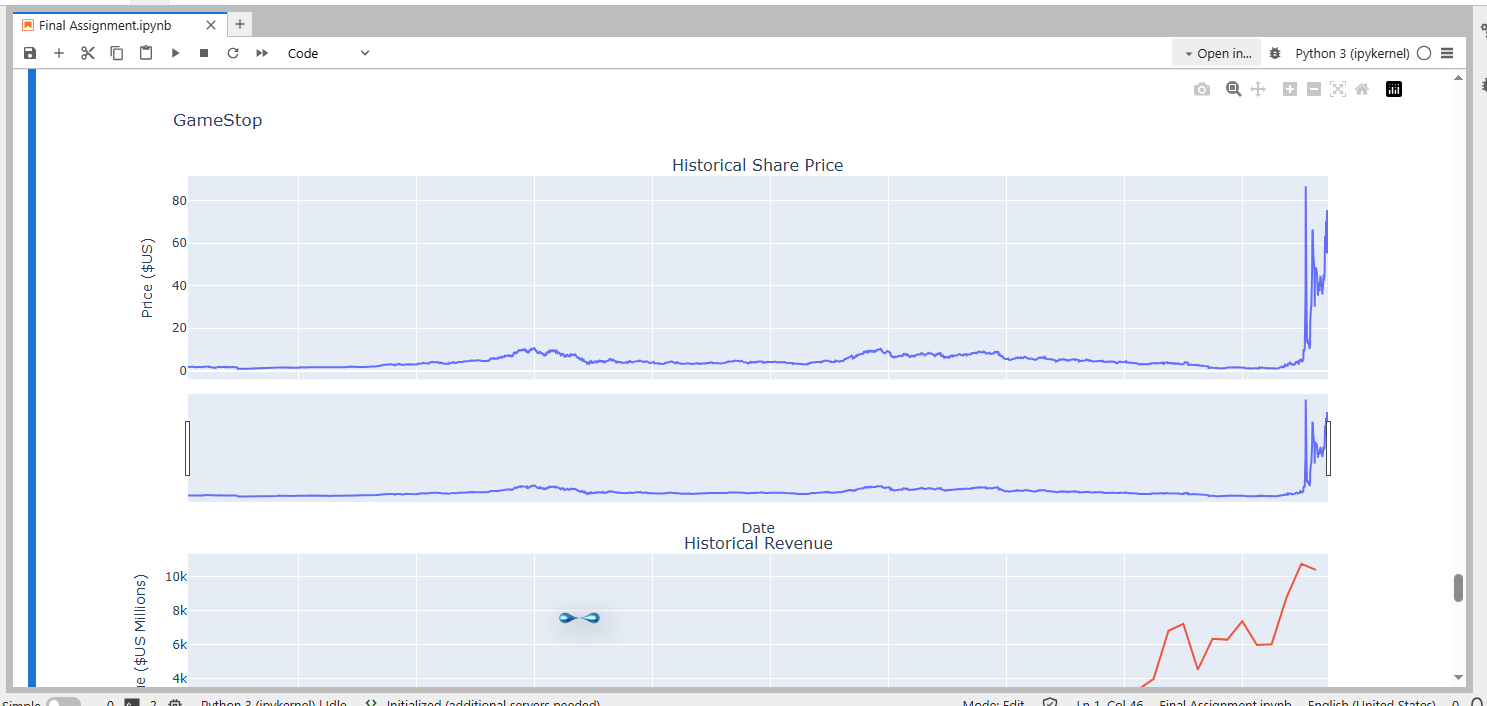 Final Assignment.ipynb
Code
Open in...
Python 3 (ipykernel)
GameStop
Historical Share Price
Price ($US)
80
60
40
20
0
Date
Historical Revenue
ue ($US Millions)
10k
8k
6k
4k
Simple 0 2 Python 3 (ipykernel) | Idle Initialized (additional servers needed) Mode: Edit Ln 1, Col 46 Final Assignment.ipynb English (United States) 0